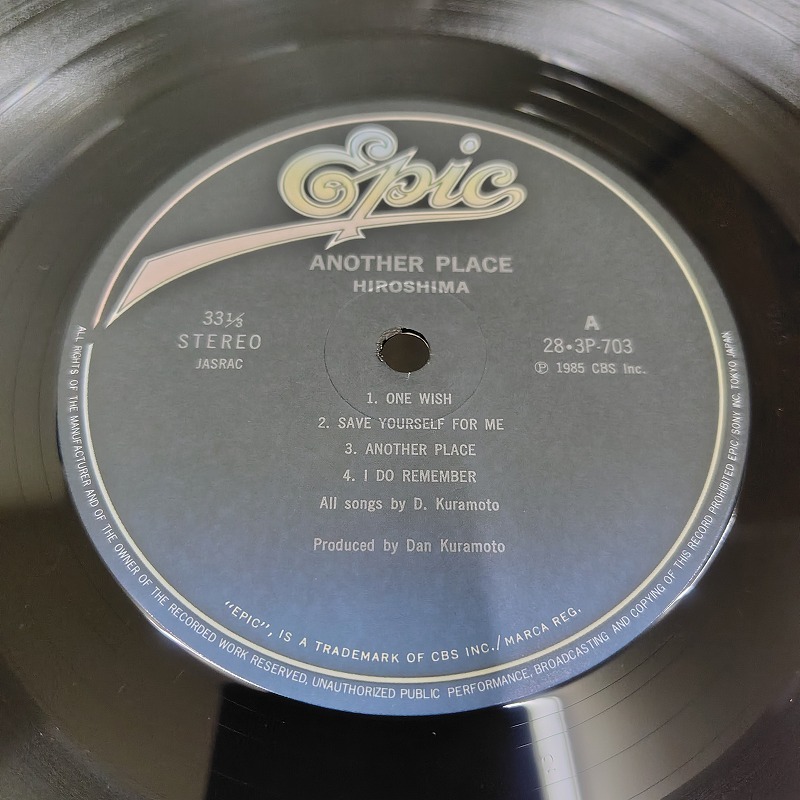 Epic
ANOTHER PLACE
HIROSHIMA
33⅓
STEREO
JASRAC
A
28・3P-703
Ⓟ 1985 CBS Inc.
1. ONE WISH
2. SAVE YOURSELF FOR ME
3. ANOTHER PLACE
4. I DO REMEMBER
All songs by D. Kuramoto
Produced by Dan Kuramoto
"EPIC", IS A TRADEMARK OF CBS INC./MARCA REG.
ALL RIGHTS OF THE MANUFACTURER AND OF THE OWNER OF THE RECORDED WORK RESERVED, UNAUTHORIZED PUBLIC PERFORMANCE, BROADCASTING AND COPYING OF THIS RECORD PROHIBITED EPIC/SONY INC. TOKYO JAPAN